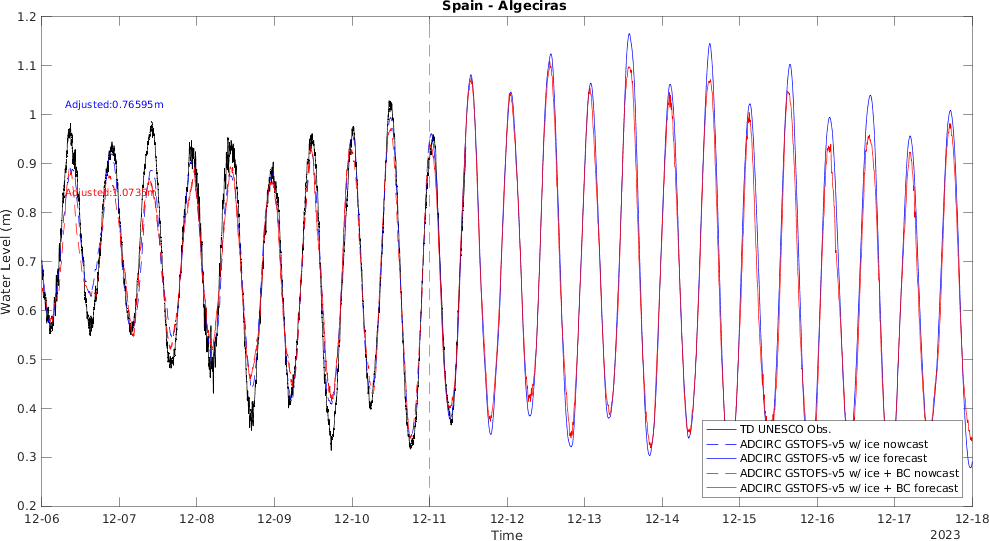 Spain - Algeciras
1.2
1.1
1
0.9
0.8
0.7
0.6
0.5
0.4
0.3
0.2
Water Level (m)
Adjusted:0.76595m
TD UNESCO Obs.
ADCIRC GSTOFS-v5 w/ ice nowcast
ADCIRC GSTOFS-v5 w/ ice forecast
ADCIRC GSTOFS-v5 w/ ice + BC nowcast
ADCIRC GSTOFS-v5 w/ ice + BC forecast
12-06 12-07 12-08 12-09 12-10 12-11 12-12 12-13 12-14 12-15 12-16 12-17 12-18
Time
2023